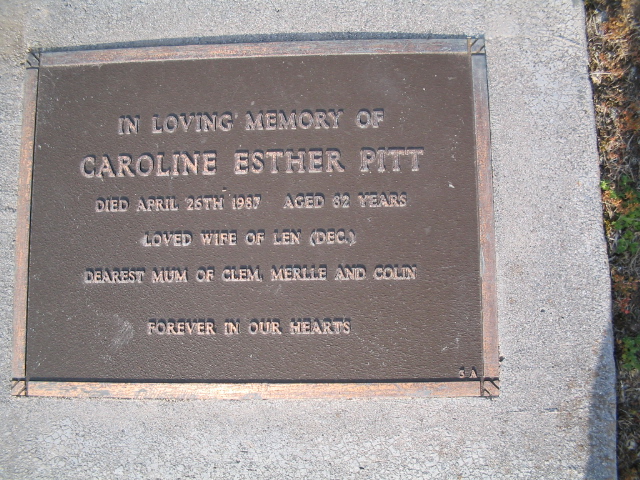 IN LOVING MEMORY OF
CAROLINE ESTHER PITT
DIED APRIL 26TH 1987 AGED 82 YEARS
LOVED WIFE OF LEN (DEC.)
DEAREST MUM OF CLEM, MERLLE AND COLIN
FOREVER IN OUR HEARTS
S A